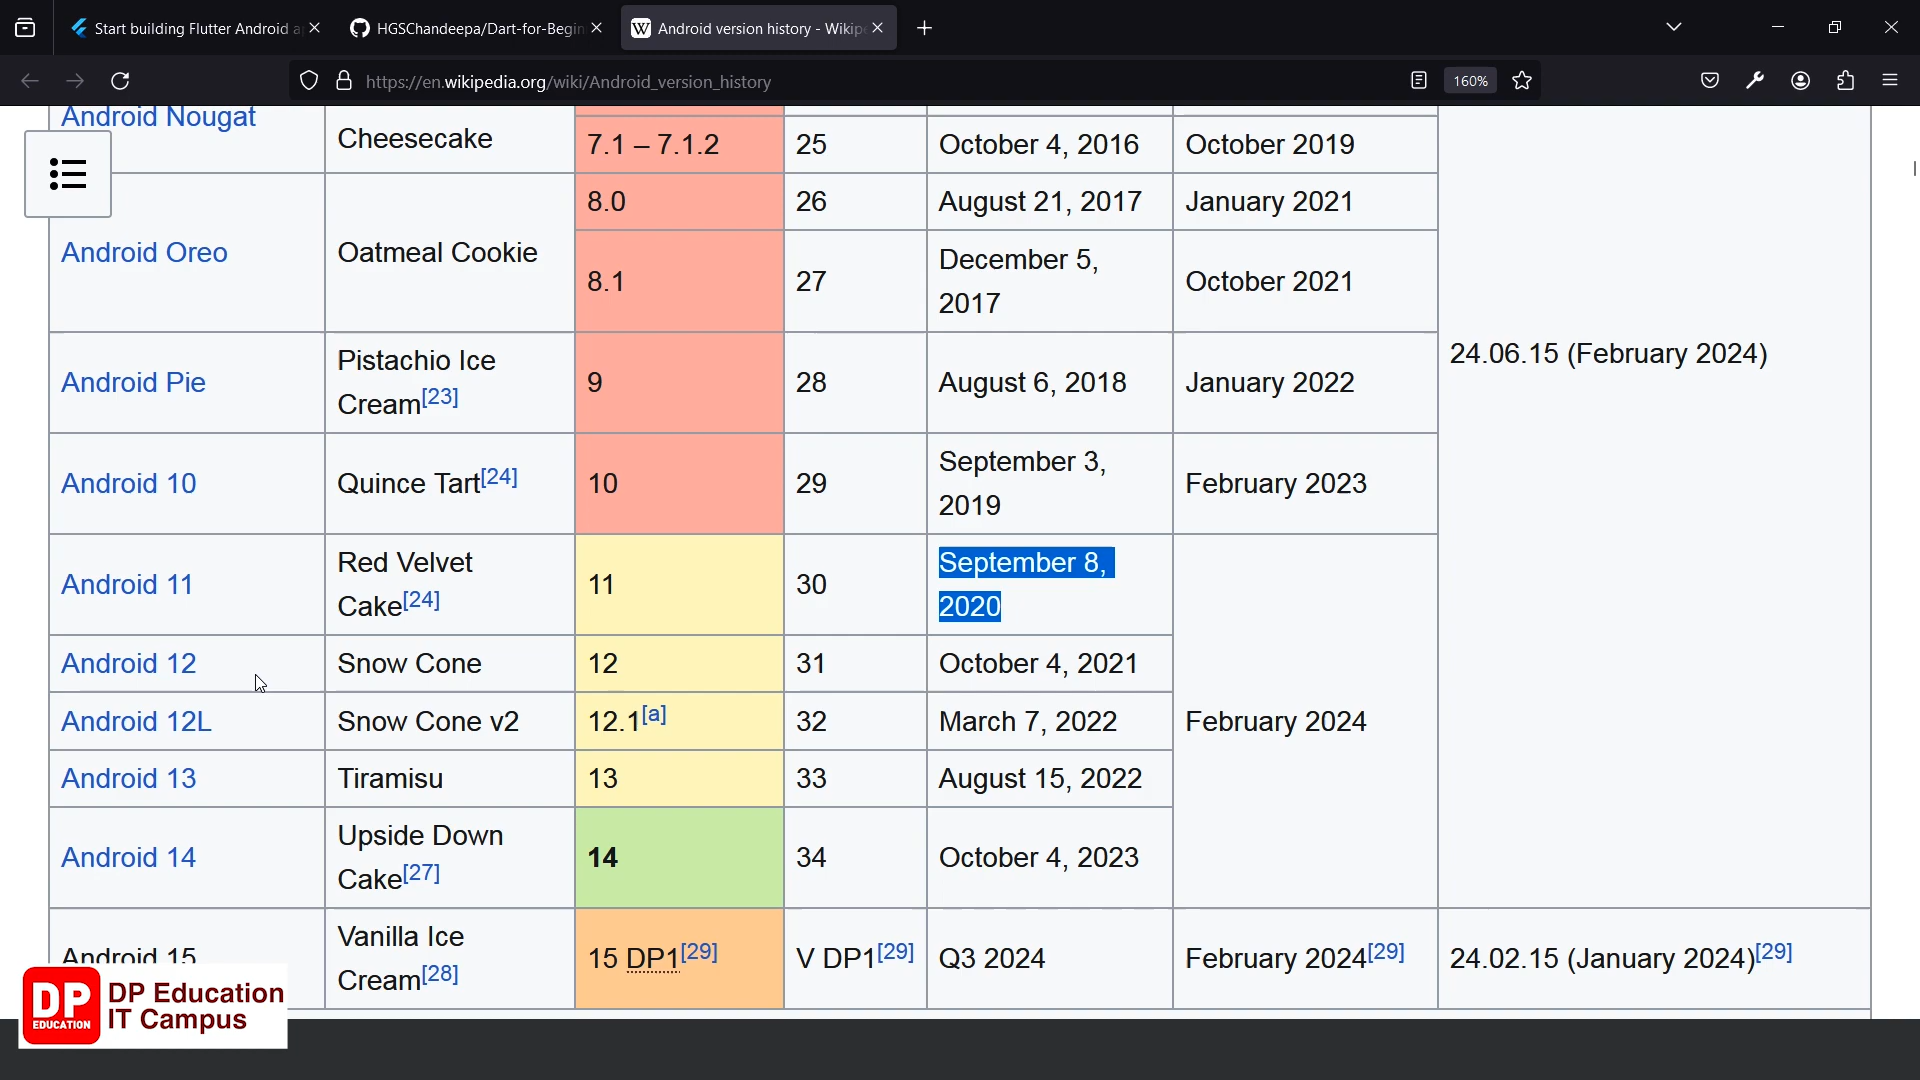 Start building Flutter Android a
HGSChandeepa/Dart-for-Begin
Android version history - Wikip
https://en.wikipedia.org/wiki/Android_version_history
160%
Android Nougat
Cheesecake
7.1 – 7.1.2
25
October 4, 2016
October 2019
Android Oreo
Oatmeal Cookie
8.0
26
August 21, 2017
January 2021
8.1
27
December 5,
2017
October 2021
24.06.15 (February 2024)
Android Pie
Pistachio Ice
Cream[23]
9
28
August 6, 2018
January 2022
Android 10
Quince Tart[24]
10
29
September 3,
2019
February 2023
Android 11
Red Velvet
Cake[24]
11
30
September 8,
2020
Android 12
Snow Cone
12
31
October 4, 2021
Android 12L
Snow Cone v2
12.1[a]
32
March 7, 2022
February 2024
Android 13
Tiramisu
13
33
August 15, 2022
Android 14
Upside Down
Cake[27]
14
34
October 4, 2023
Android 15
Vanilla Ice
Cream[28]
15 DP1[29]
V DP1[29]
Q3 2024
February 2024[29]
24.02.15 (January 2024)[29]
DP
EDUCATION
DP Education
IT Campus